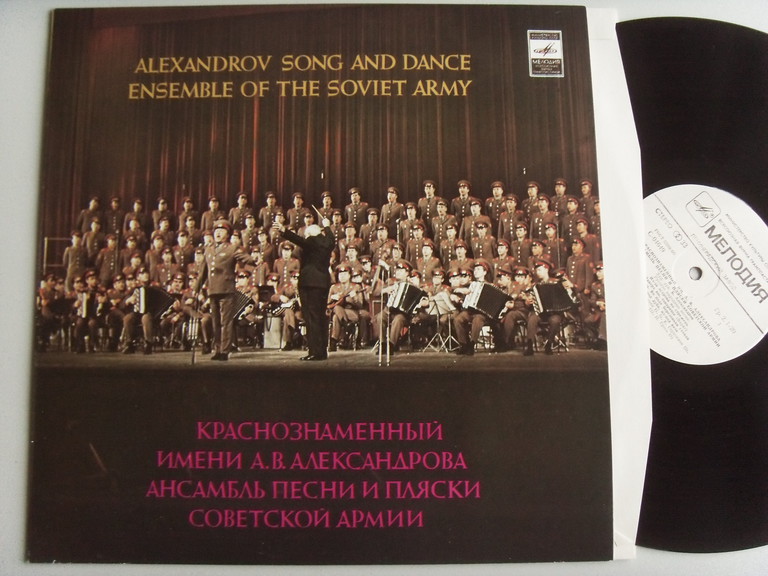 ALEXANDROV SONG AND DANCE
ENSEMBLE OF THE SOVIET ARMY
МЕЛОДИЯ
КРАСНОЗНАМЕННЫЙ
ИМЕНИ А.В.АЛЕКСАНДРОВА
АНСАМБЛЬ ПЕСНИ И ПЛЯСКИ
СОВЕТСКОЙ АРМИИ
МЕЛОДИЯ